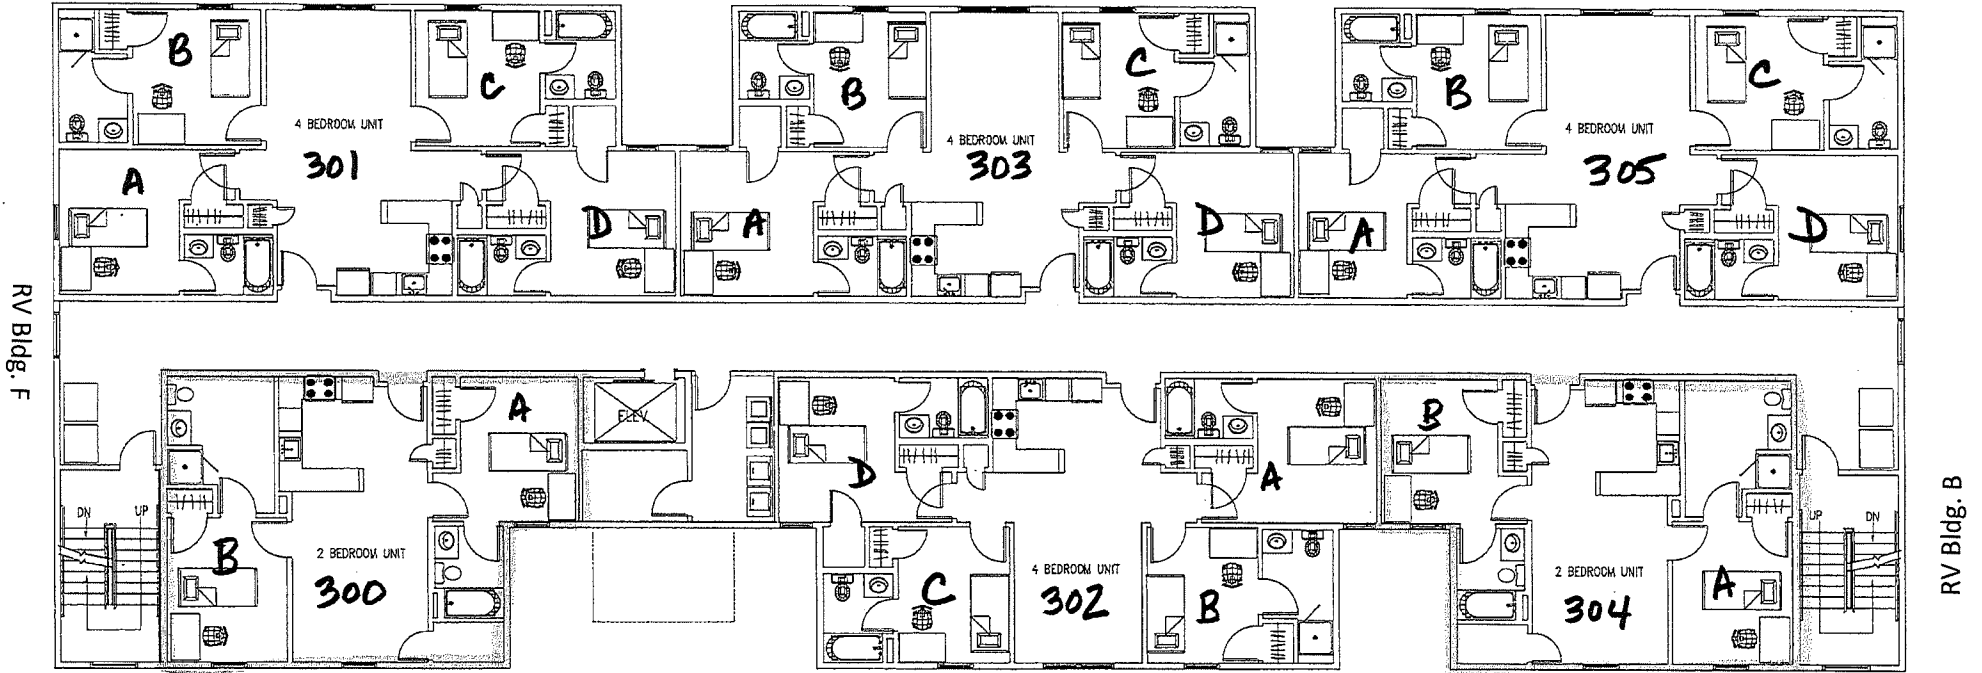 B
C
4 BEDROOM UNIT
301
A
D
B
C
4 BEDROOM UNIT
303
A
D
B
C
4 BEDROOM UNIT
305
A
D
RV Bldg. F
RV Bldg. B
A
B
2 BEDROOM UNIT
300
DN
UP
ELEV.
D
A
C
B
4 BEDROOM UNIT
302
B
A
2 BEDROOM UNIT
304
UP
DN